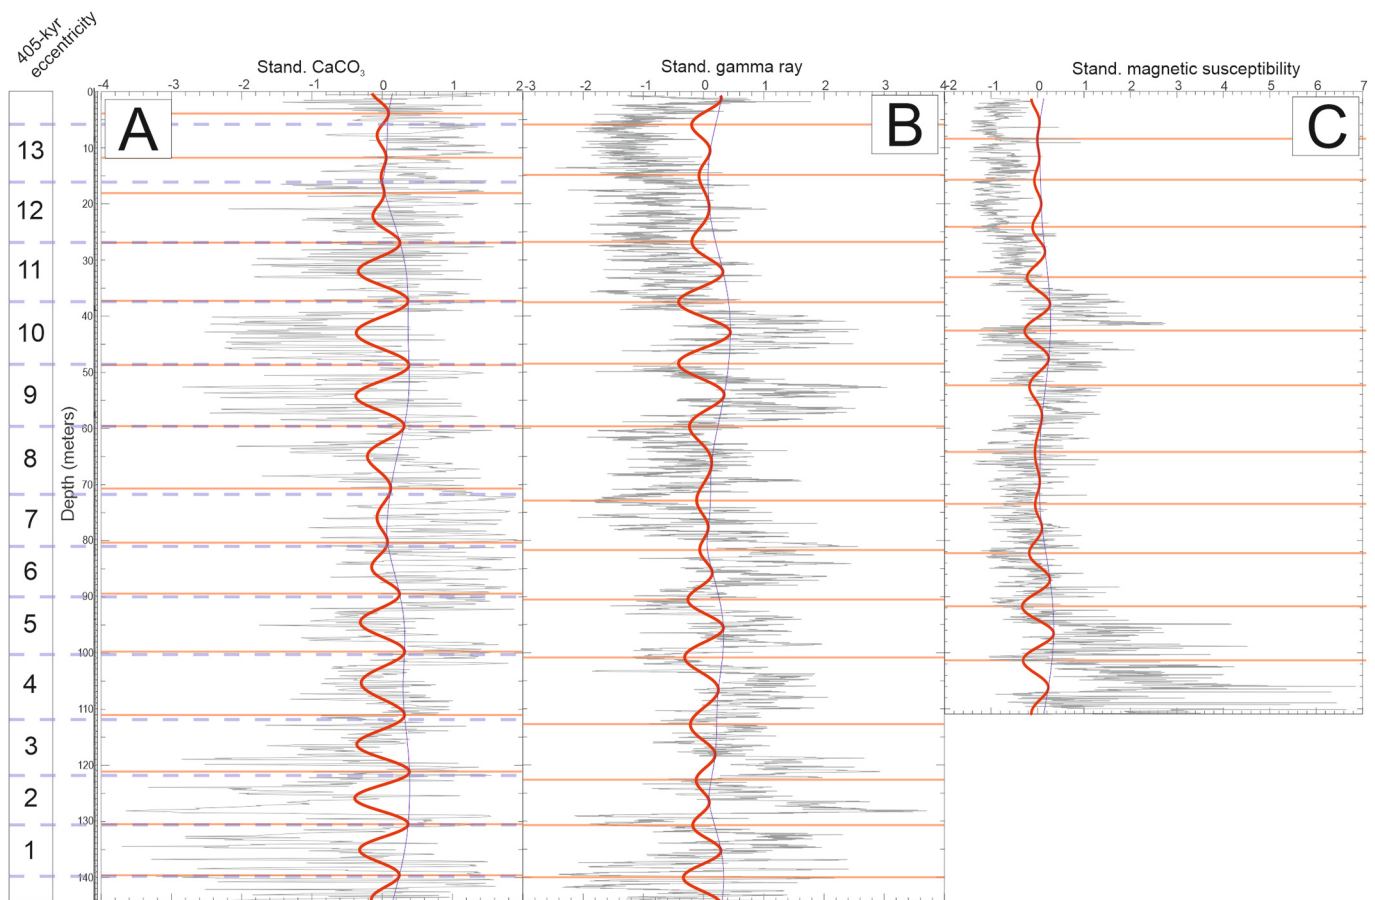 405-kyr
eccentricity
Stand. CaCO₃
Stand. gamma ray
Stand. magnetic susceptibility
-4 -3 -2 -1 0 1 2
-3 -2 -1 0 1 2 3 4
-2 -1 0 1 2 3 4 5 6 7
A
B
C
Depth (meters)
0
10
20
30
40
50
60
70
80
90
100
110
120
130
140
13
12
11
10
9
8
7
6
5
4
3
2
1